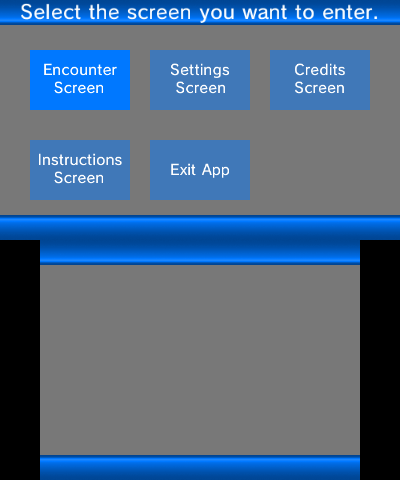 Select the screen you want to enter.
Encounter
Screen
Settings
Screen
Credits
Screen
Instructions
Screen
Exit App